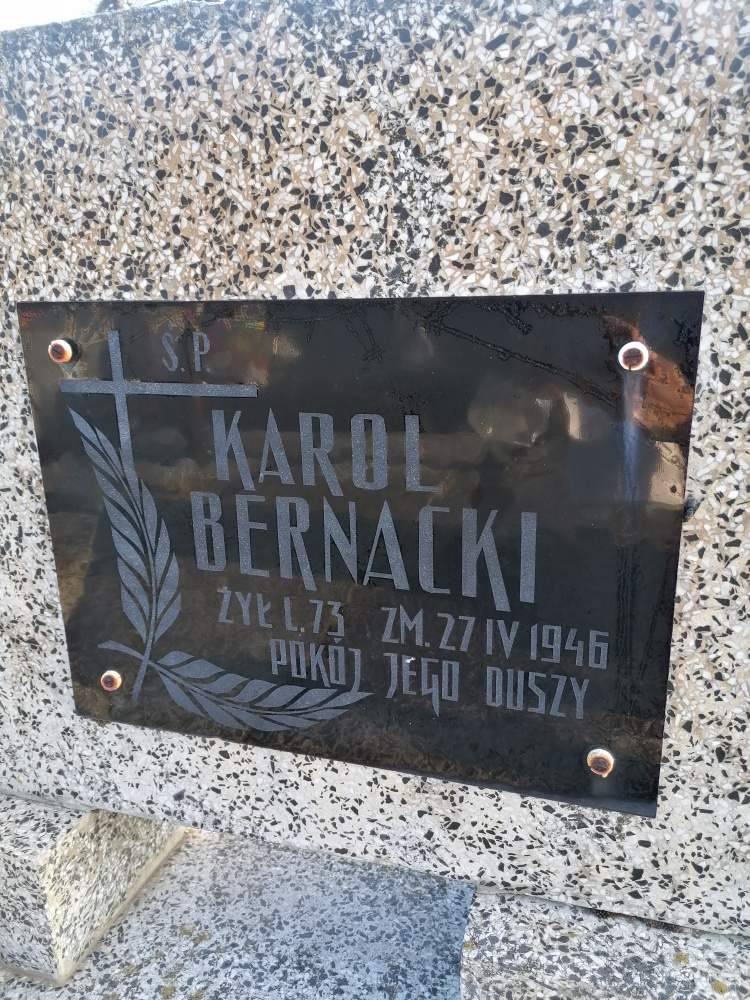 Ś.P.
KAROL
BERNACKI
ŻYŁ L.73 ZM.27 IV 1946
POKÓJ JEGO DUSZY